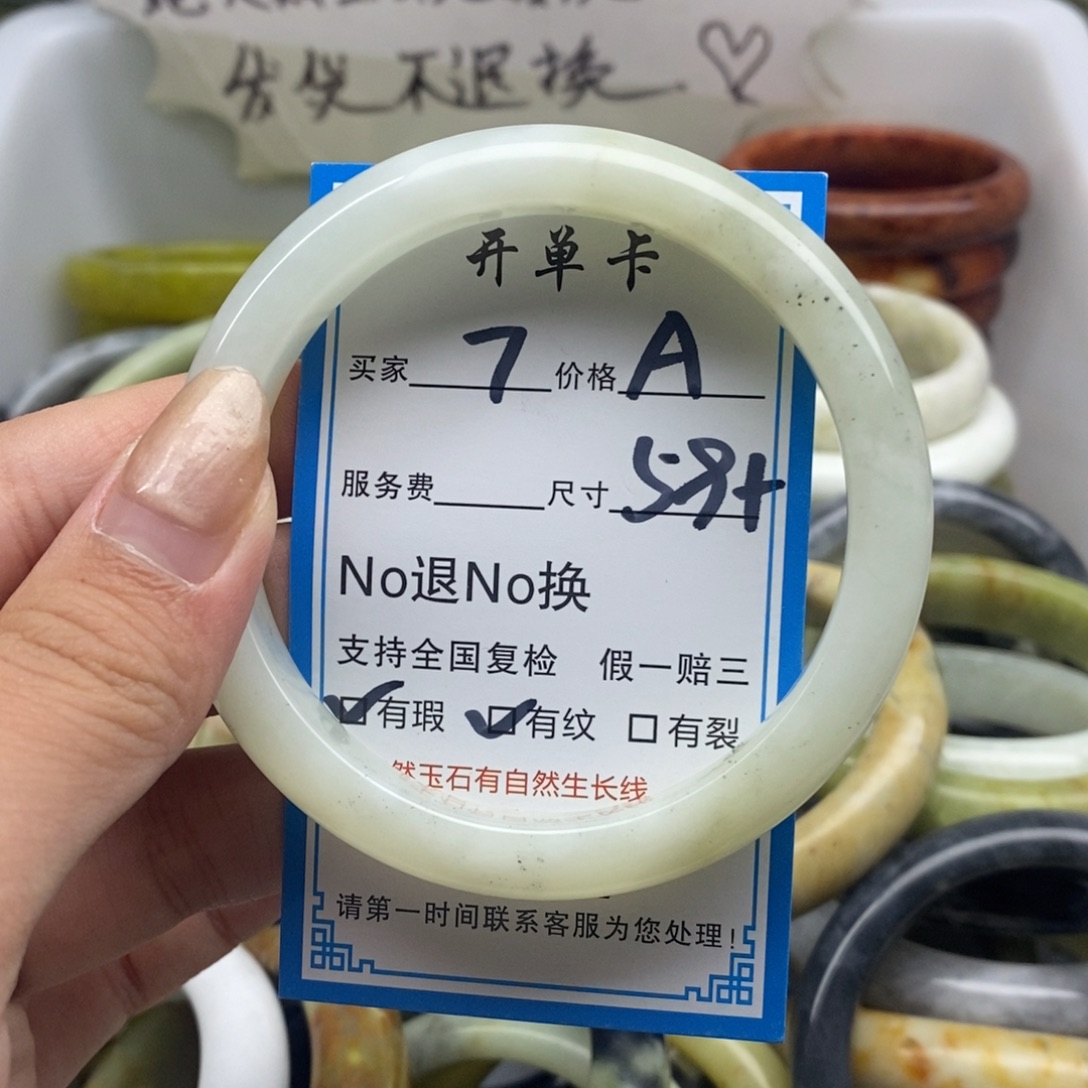 发货不退换
开单卡
买家 7 价格 A
服务费 尺寸 58+
No退No换
支持全国复检 假一赔三
☑有瑕 ☑有纹 □有裂
然玉石有自然生长线
请第一时间联系客服为您处理!